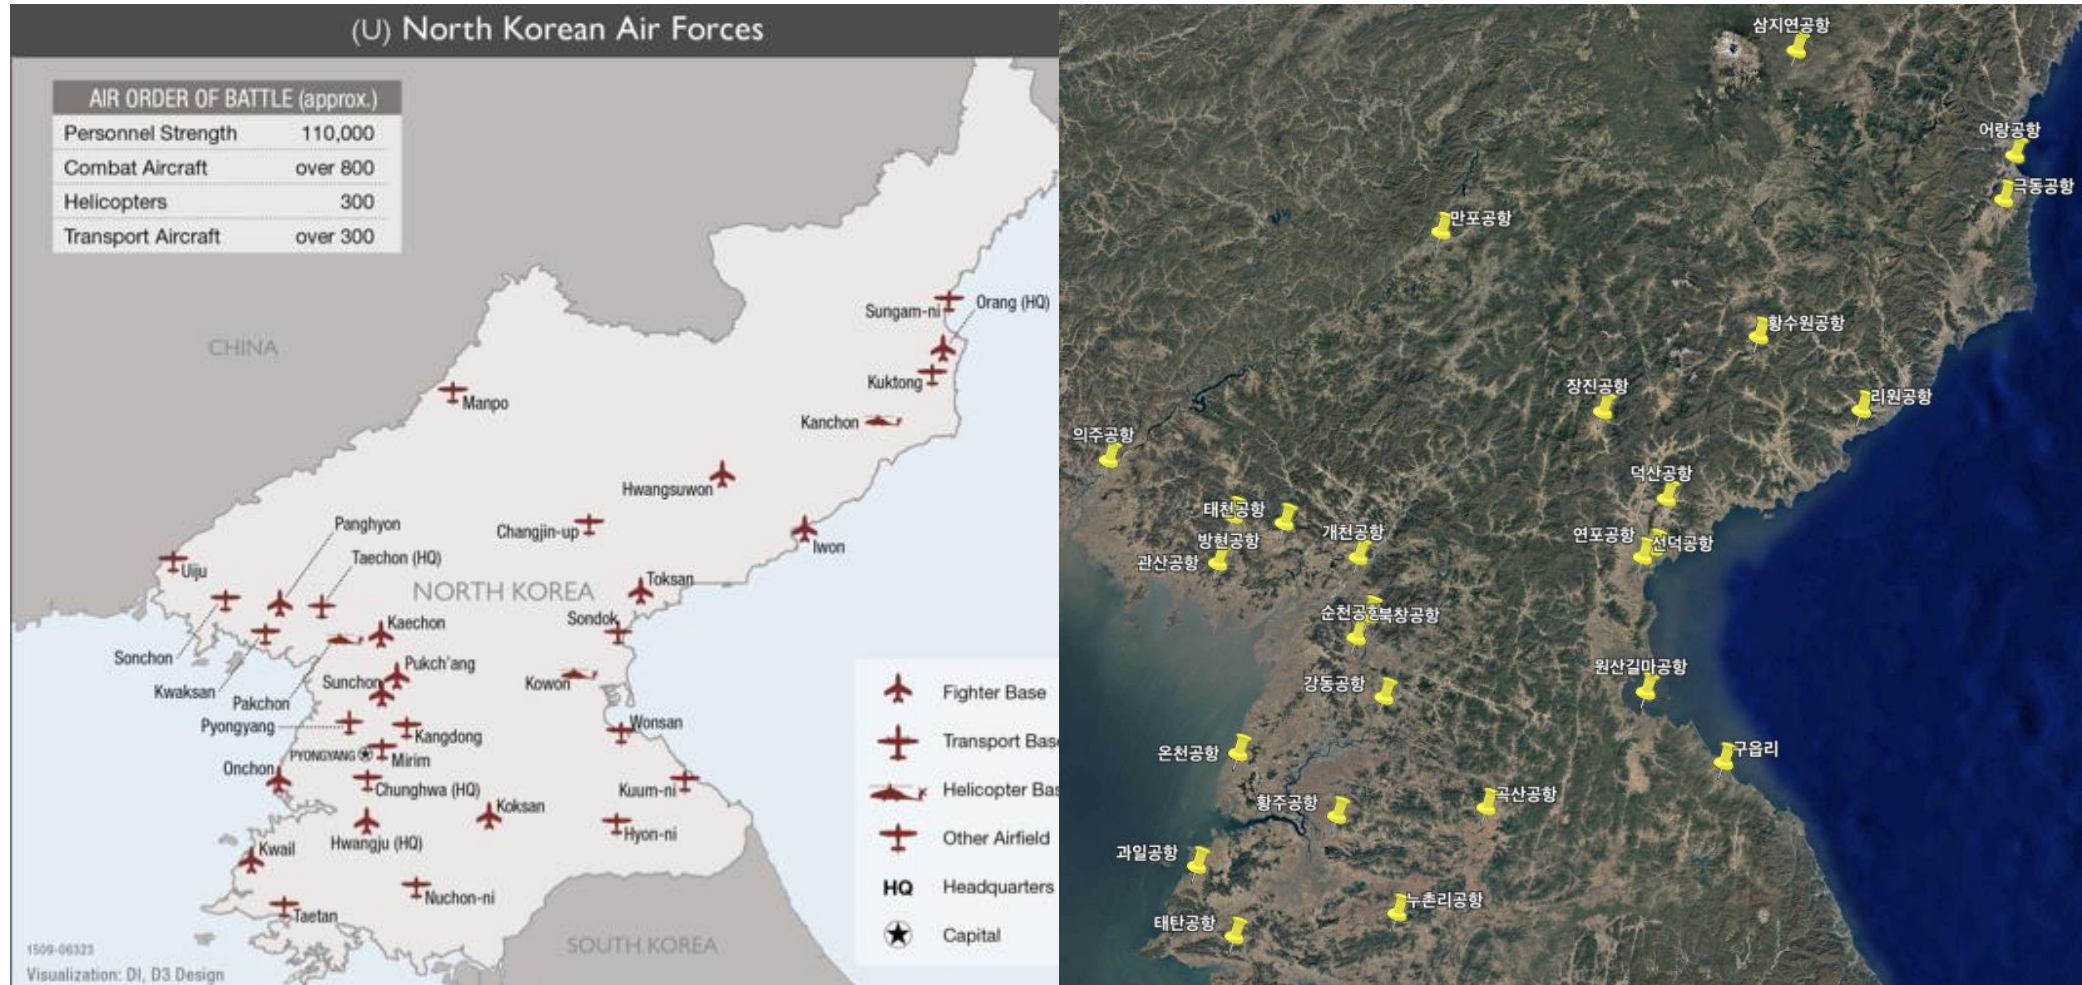 (U) North Korean Air Forces
AIR ORDER OF BATTLE (approx.)
Personnel Strength 110,000
Combat Aircraft over 800
Helicopters 300
Transport Aircraft over 300
CHINA
Sungam-ni
Orang (HQ)
Kuktong
Manpo
Kanchon
Hwangsuwon
Changjin-up
Iwon
Panghyon
Taechon (HQ)
Uiju
NORTH KOREA
Toksan
Sondok
Kaechon
Sonchon
Pukch'ang
Kwaksan
Sunchon
Kowon
Pakchon
Pyongyang
Wonsan
Kangdong
PYONGYANG
Mirim
Onchon
Chunghwa (HQ)
Kuum-ni
Koksan
Hyon-ni
Hwangju (HQ)
Kwail
Nuchon-ni
Taetan
SOUTH KOREA
Fighter Base
Transport Bas
Helicopter Bas
Other Airfield
HQ Headquarters
Capital
1509-06323
Visualization: DI, D3 Design
삼지연공항
어랑공항
극동공항
만포공항
황수원공항
장진공항
리원공항
의주공항
덕산공항
태천공항
개천공항
연포공항
선덕공항
방현공항
관산공항
순천공항
북창공항
원산길마공항
강동공항
온천공항
구읍리
황주공항
곡산공항
과일공항
누촌리공항
태탄공항